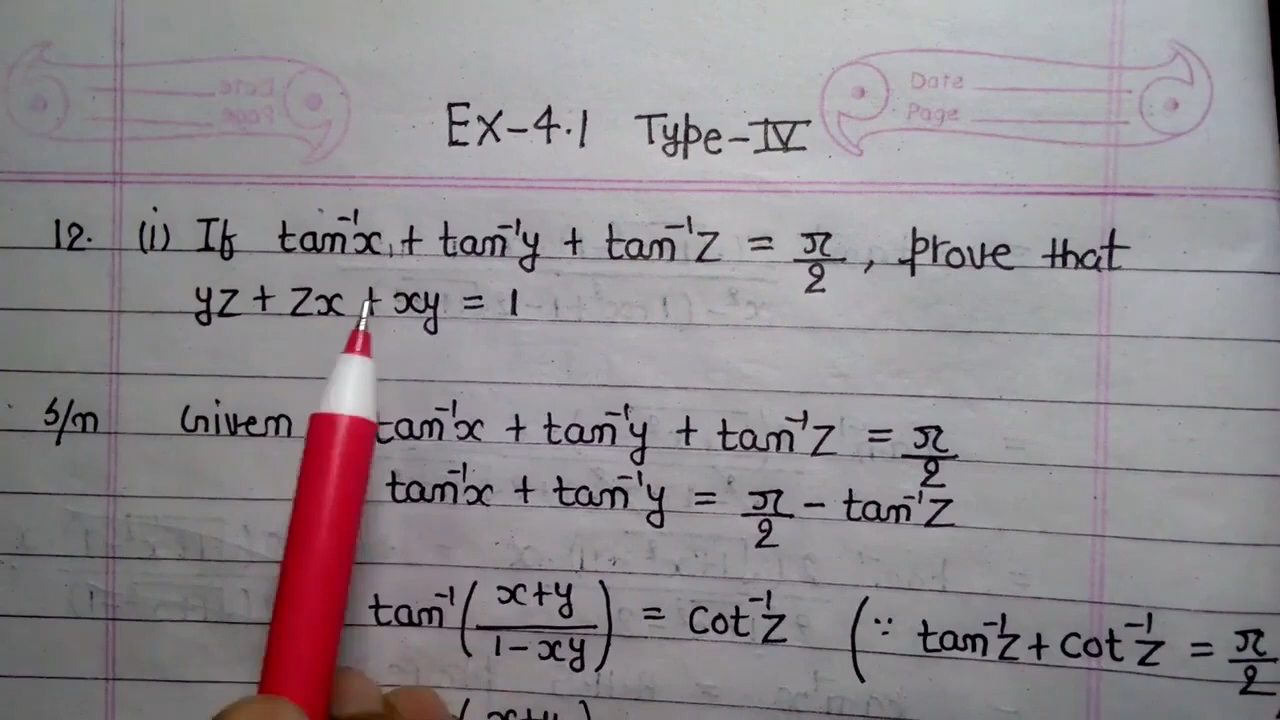 Date
Page
Ex-4.1 Type-IV
12. (i) If tan⁻¹x + tan⁻¹y + tan⁻¹z = π/2, prove that
yz + zx + xy = 1
S/n Given tan⁻¹x + tan⁻¹y + tan⁻¹z = π/2
tan⁻¹x + tan⁻¹y = π/2 - tan⁻¹z
tan⁻¹((x+y)/(1-xy)) = cot⁻¹z (∵ tan⁻¹z + cot⁻¹z = π/2